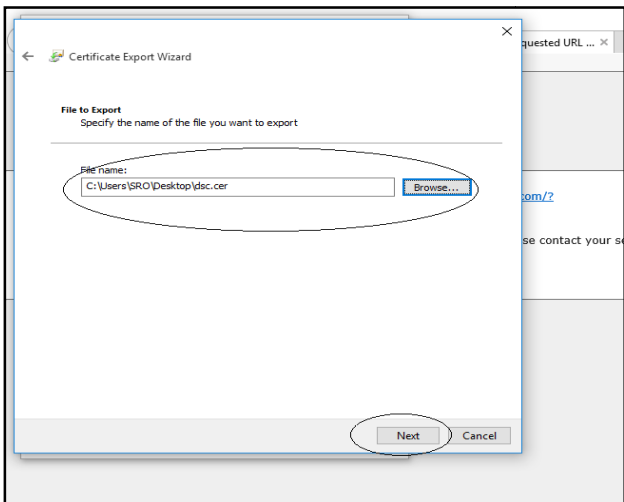 quested URL ...
Certificate Export Wizard
File to Export
Specify the name of the file you want to export
File name:
C:\Users\SRO\Desktop\dsc.cer
Browse...
com/?
se contact your se
Next
Cancel